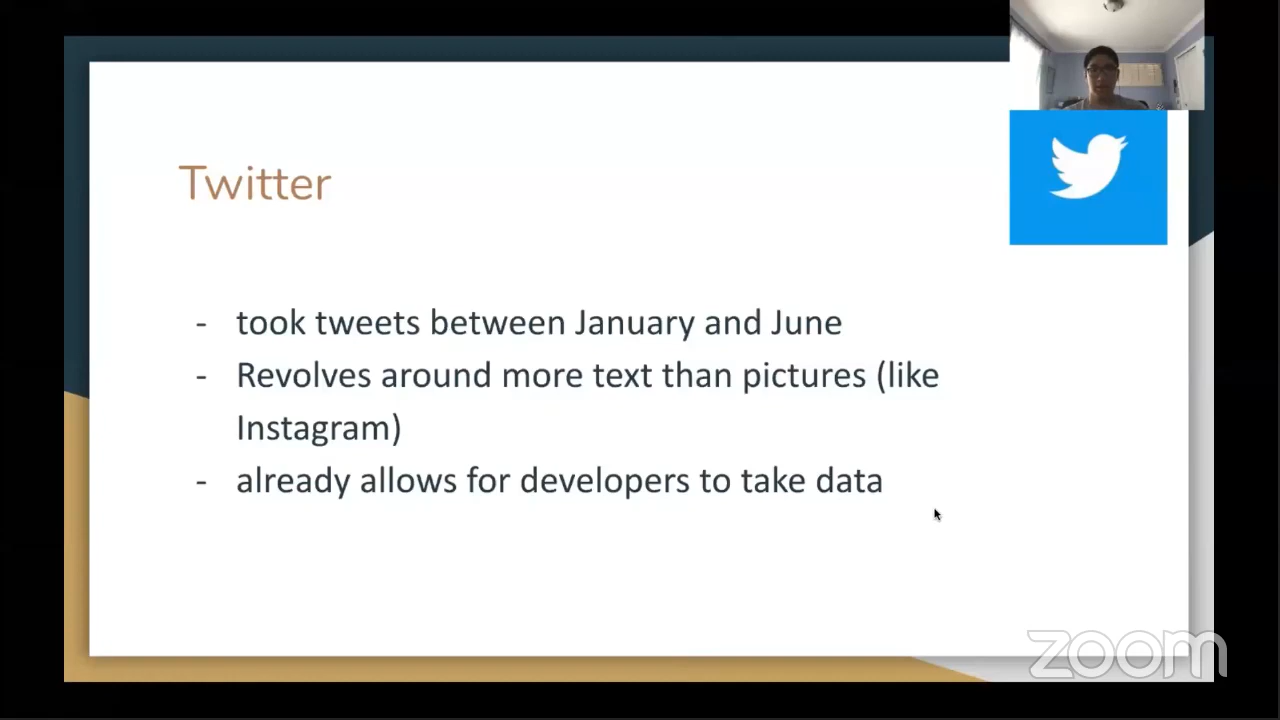 Twitter
- took tweets between January and June
- Revolves around more text than pictures (like
Instagram)
- already allows for developers to take data
zoom